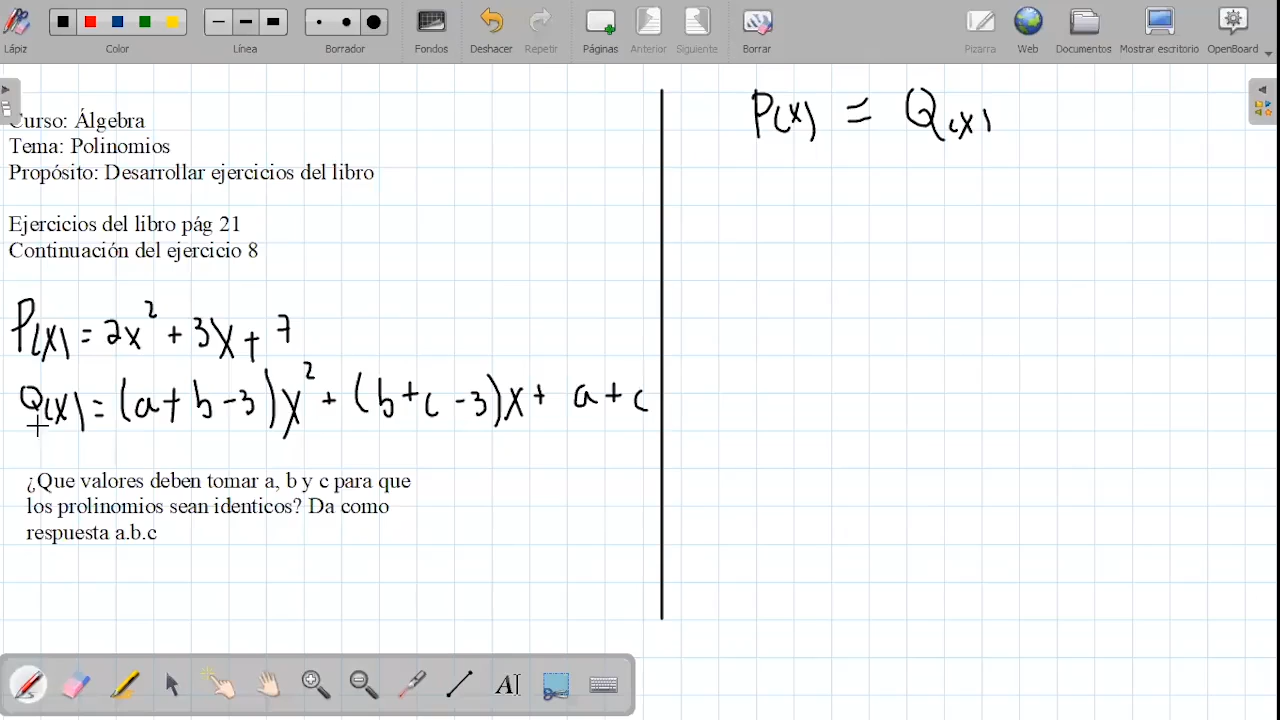 Lápiz Color Línea Borrador Fondos Deshacer Repetir Páginas Anterior Siguiente Borrar Pizarra Web Documentos Mostrar escritorio OpenBoard
Curso: Álgebra
Tema: Polinomios
Propósito: Desarrollar ejercicios del libro
Ejercicios del libro pág 21
Continuación del ejercicio 8
P(x) = 2x² + 3x + 7
Q(x) = (a + b - 3)x² + (b + c - 3)x + a + c
¿Que valores deben tomar a, b y c para que
los prolinomios sean identicos? Da como
respuesta a.b.c
P(x) = Q(x)